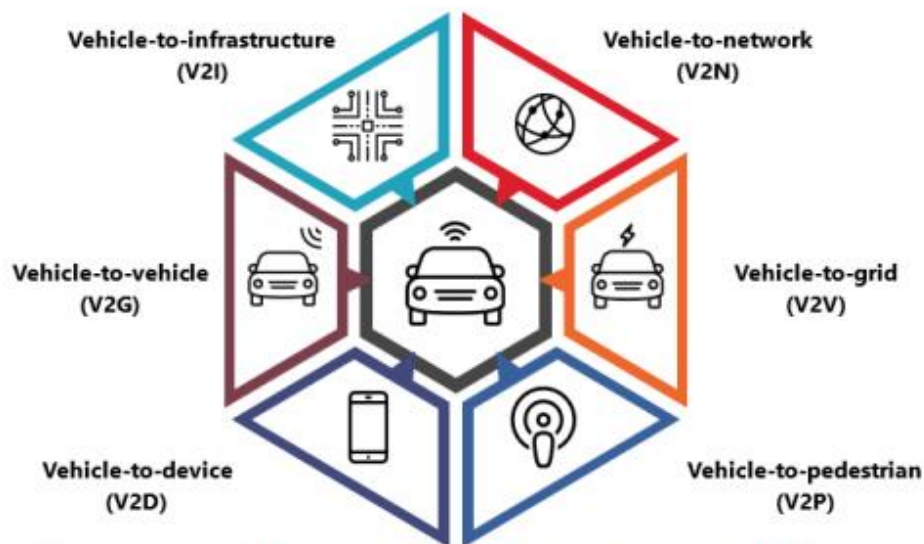 Vehicle-to-infrastructure
(V2I)
Vehicle-to-network
(V2N)
Vehicle-to-vehicle
(V2G)
Vehicle-to-grid
(V2V)
Vehicle-to-device
(V2D)
Vehicle-to-pedestrian
(V2P)